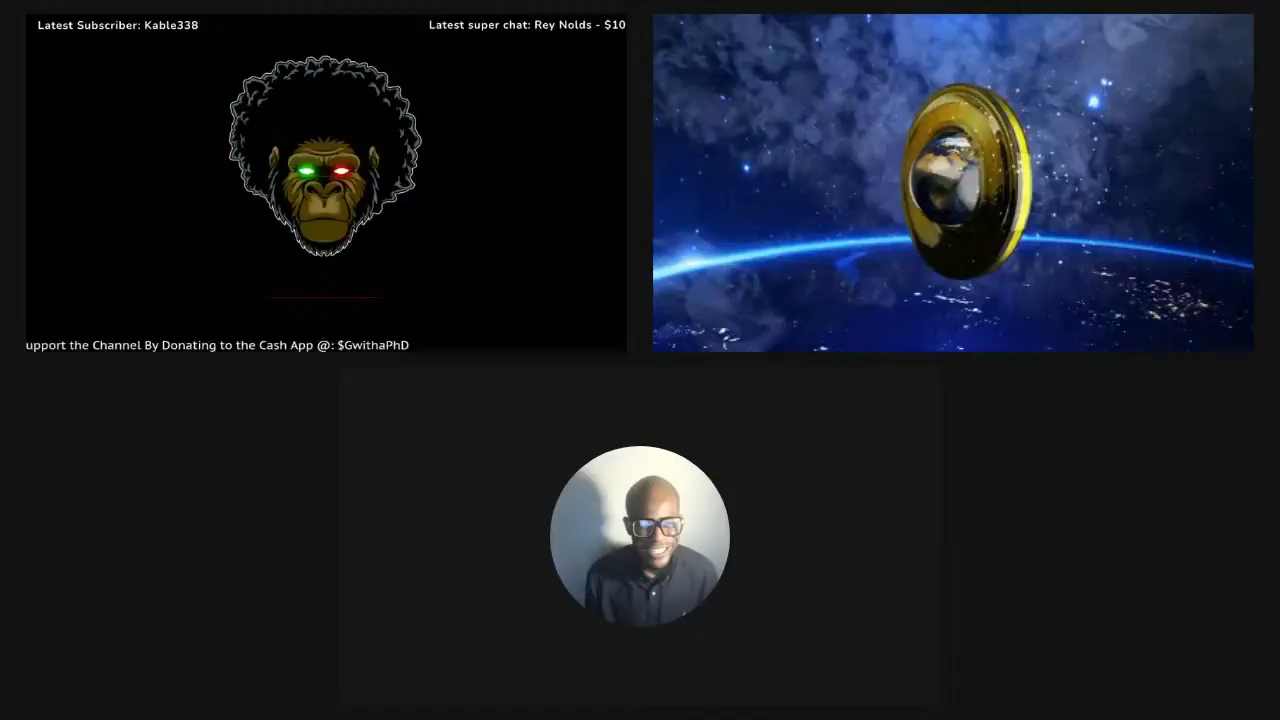 Latest Subscriber: Kable338
Latest super chat: Rey Nolds - $10
upport the Channel By Donating to the Cash App @: $GwithaPhD